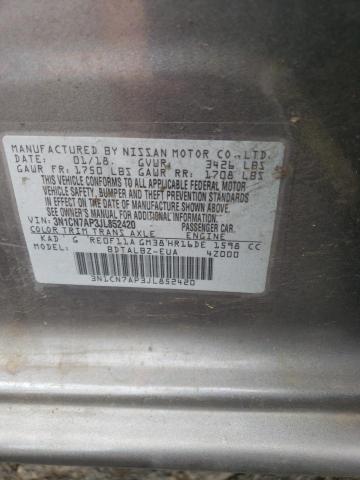 MANUFACTURED BY NISSAN MOTOR CO., LTD.
DATE: 01/18 GVWR 3426 LBS
GAWR FR: 1750 LBS GAWR RR: 1708 LBS
THIS VEHICLE CONFORMS TO ALL APPLICABLE FEDERAL MOTOR
VEHICLE SAFETY, BUMPER AND THEFT PREVENTION STANDARDS
IN EFFECT ON THE DATE OF MANUFACTURE SHOWN ABOVE.
SEE OWNER'S MANUAL FOR ADDITIONAL INFORMATION
VIN: 3N1CN7AP3JL852420 PASSENGER CAR.
COLOR TRIM TRANS AXLE ENGINE
KAD G RE0F11A GM38 HR16DE 1598 CC
MODEL: BDTALBZ-EUA 4Z000
3N1CN7AP3JL852420